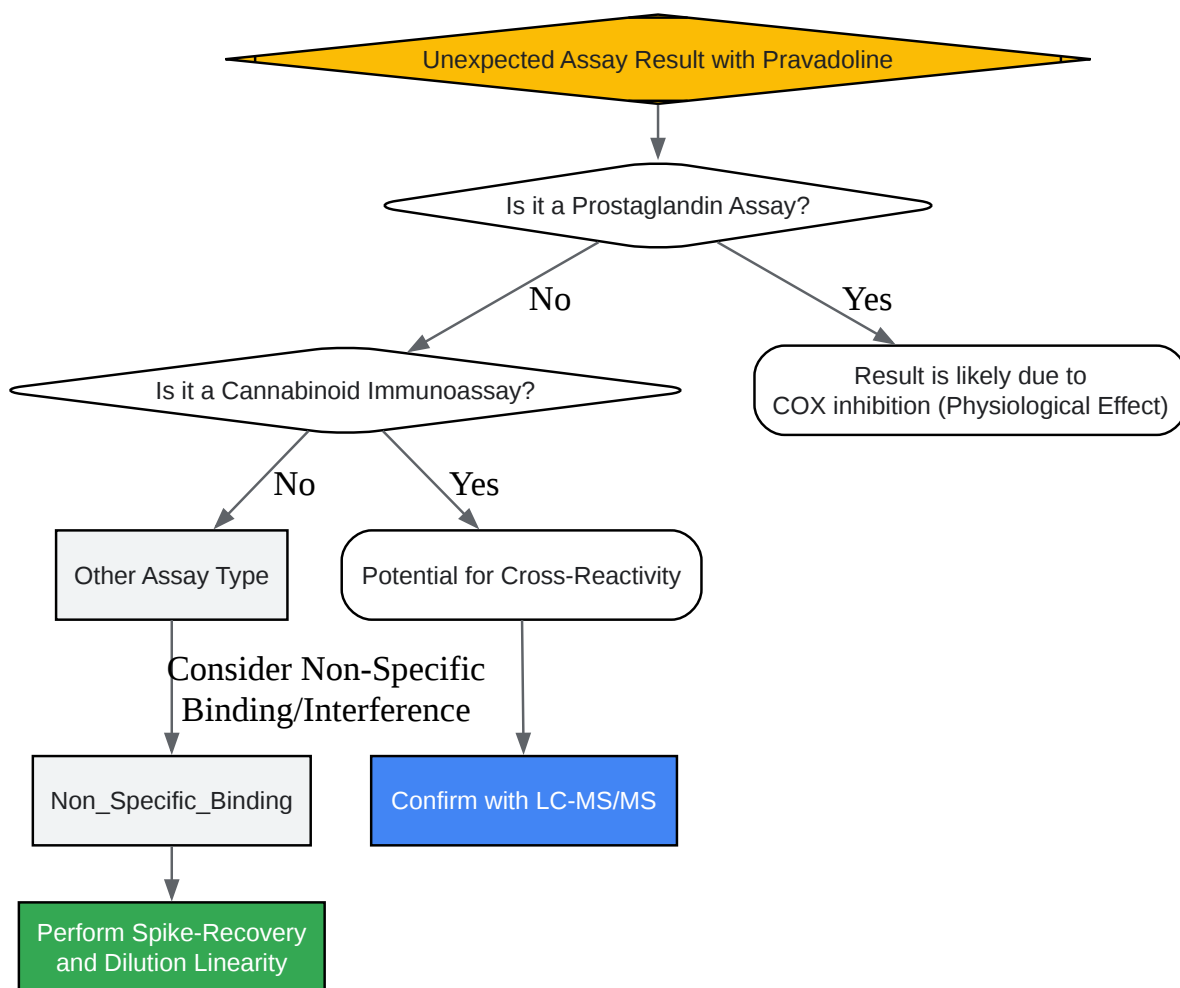 Unexpected Assay Result with Pravadoline
Is it a Prostaglandin Assay?
No
Yes
Is it a Cannabinoid Immunoassay?
Result is likely due to
COX inhibition (Physiological Effect)
No
Yes
Other Assay Type
Potential for Cross-Reactivity
Consider Non-Specific
Binding/Interference
Non_Specific_Binding
Confirm with LC-MS/MS
Perform Spike-Recovery
and Dilution Linearity